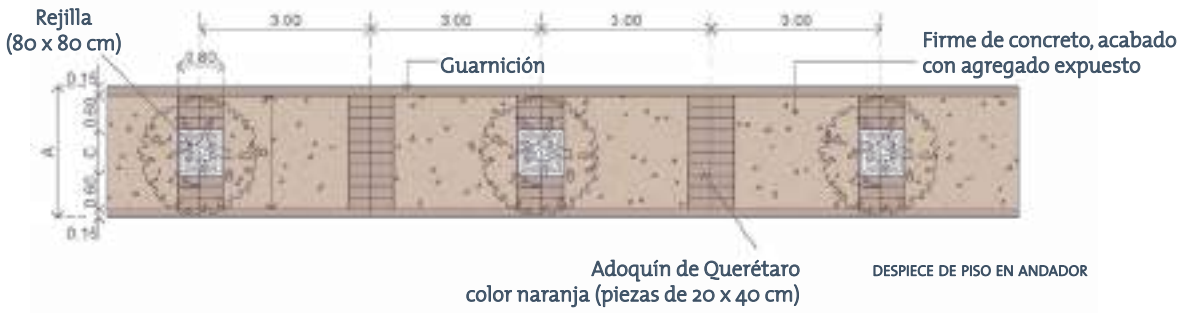 Rejilla
(80 x 80 cm)
3.00 3.00 3.00 3.00
Guarnición
Firme de concreto, acabado
con agregado expuesto
0.80
0.15
A
C
0.60
0.15
Adoquín de Querétaro
color naranja (piezas de 20 x 40 cm)
DESPIECE DE PISO EN ANDADOR